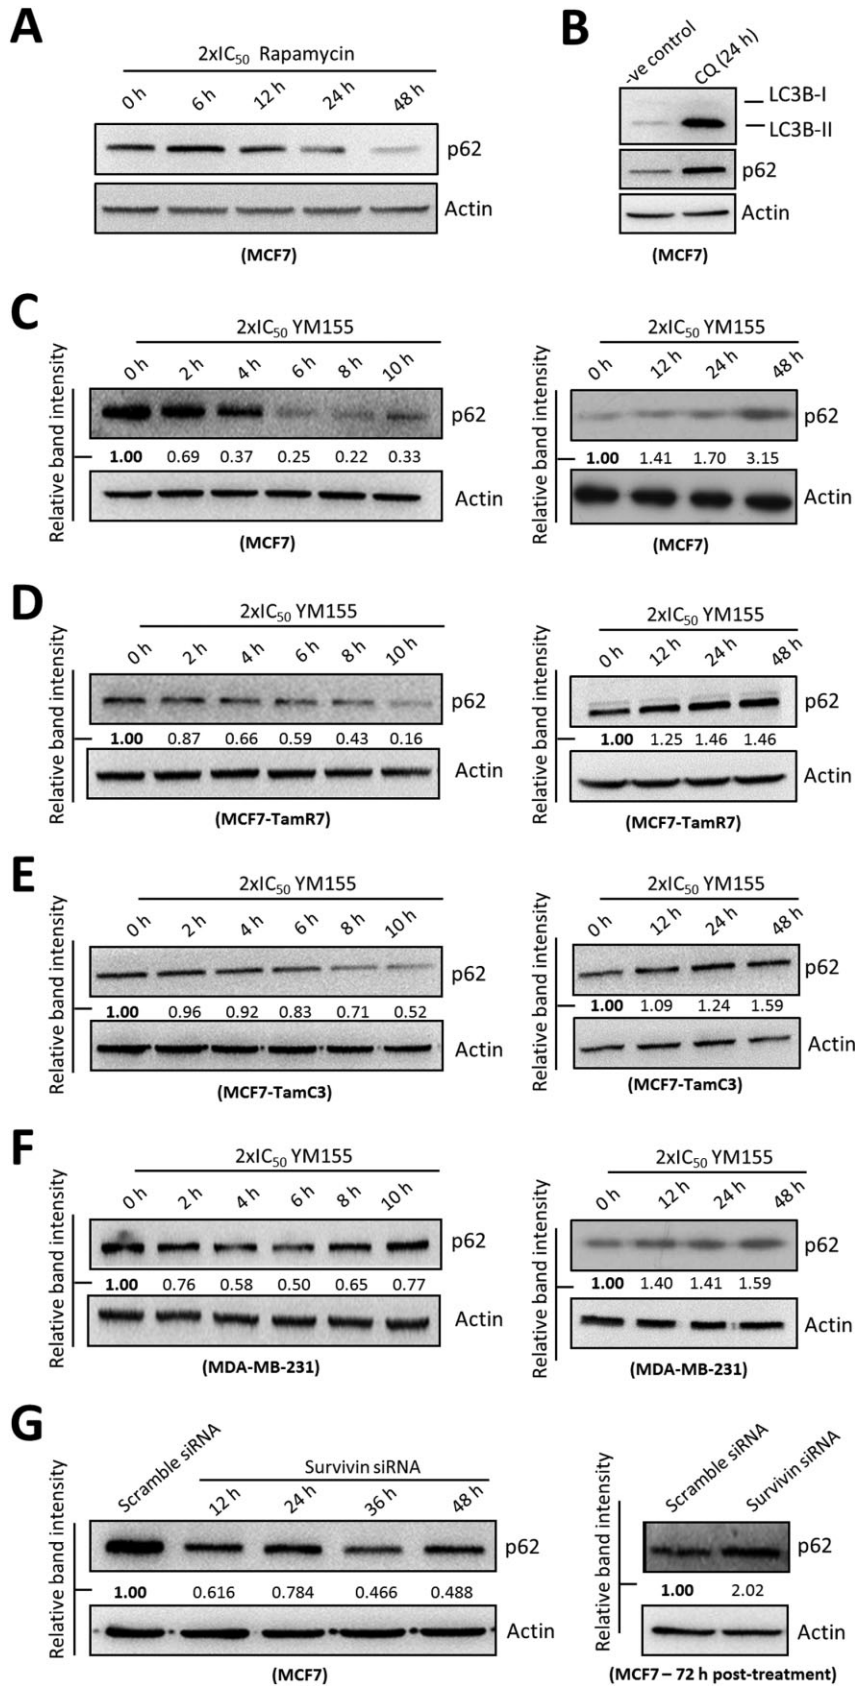 A
2xIC50 Rapamycin
0 h 6 h 12 h 24 h 48 h
p62
Actin
(MCF7)
B
-ve control CQ (24 h)
LC3B-I
LC3B-II
p62
Actin
(MCF7)
C
Relative band intensity
2xIC50 YM155
0 h 2 h 4 h 6 h 8 h 10 h
p62
1.00 0.69 0.37 0.25 0.22 0.33
Actin
(MCF7)
Relative band intensity
2xIC50 YM155
0 h 12 h 24 h 48 h
p62
1.00 1.41 1.70 3.15
Actin
(MCF7)
D
Relative band intensity
2xIC50 YM155
0 h 2 h 4 h 6 h 8 h 10 h
p62
1.00 0.87 0.66 0.59 0.43 0.16
Actin
(MCF7-TamR7)
Relative band intensity
2xIC50 YM155
0 h 12 h 24 h 48 h
p62
1.00 1.25 1.46 1.46
Actin
(MCF7-TamR7)
E
Relative band intensity
2xIC50 YM155
0 h 2 h 4 h 6 h 8 h 10 h
p62
1.00 0.96 0.92 0.83 0.71 0.52
Actin
(MCF7-TamC3)
Relative band intensity
2xIC50 YM155
0 h 12 h 24 h 48 h
p62
1.00 1.09 1.24 1.59
Actin
(MCF7-TamC3)
F
Relative band intensity
2xIC50 YM155
0 h 2 h 4 h 6 h 8 h 10 h
p62
1.00 0.76 0.58 0.50 0.65 0.77
Actin
(MDA-MB-231)
Relative band intensity
2xIC50 YM155
0 h 12 h 24 h 48 h
p62
1.00 1.40 1.41 1.59
Actin
(MDA-MB-231)
G
Relative band intensity
Scramble siRNA
Survivin siRNA
12 h 24 h 36 h 48 h
p62
1.00 0.616 0.784 0.466 0.488
Actin
(MCF7)
Relative band intensity
Scramble siRNA Survivin siRNA
p62
1.00 2.02
Actin
(MCF7 – 72 h post-treatment)